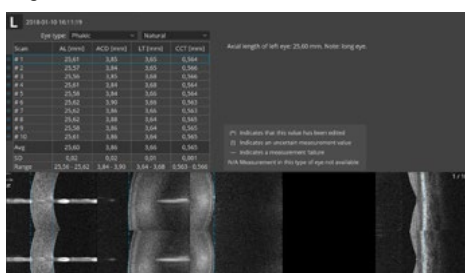 L 2018-01-10 16:11:19
Eye type: Phakic Natural
Scan AL [mm] ACD [mm] LT [mm] CCT [mm]
# 1 25,61 3,85 3,65 0,564
# 2 25,57 3,84 3,65 0,566
# 3 25,56 3,85 3,68 0,566
# 4 25,61 3,84 3,68 0,564
# 5 25,58 3,84 3,66 0,564
# 6 25,62 3,90 3,86 0,563
# 7 25,62 3,86 3,66 0,563
# 8 25,62 3,88 3,64 0,565
# 9 25,58 3,86 3,64 0,565
# 10 25,61 3,86 3,64 0,565
Avg 25,60 3,86 3,66 0,565
SD 0,02 0,02 0,01 0,001
Range 25,56 - 25,62 3,84 - 3,90 3,64 - 3,68 0,563 - 0,566
Axial length of left eye: 25,60 mm. Note: long eye.
(*) Indicates that this value has been edited
(!) Indicates an uncertain measurement value
--- Indicates a measurement failure
N/A Measurement in this type of eye not available